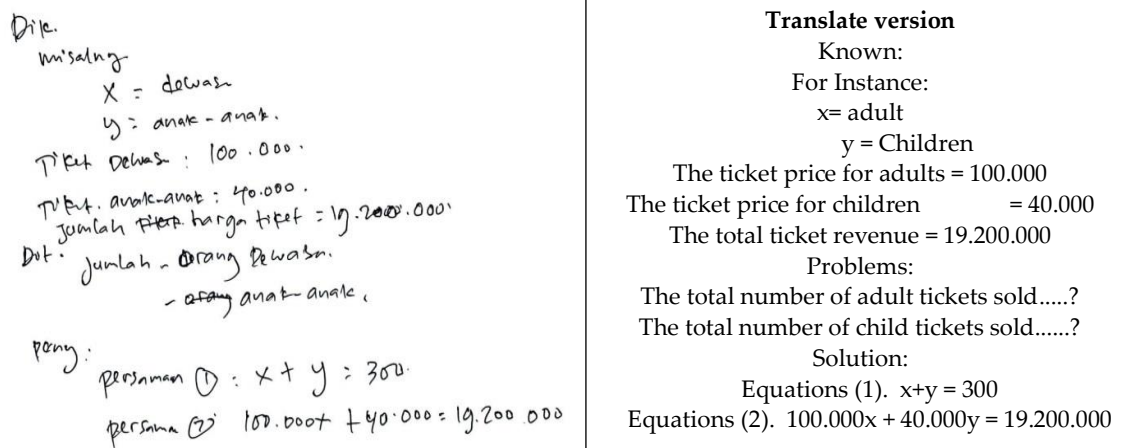 Dik.
misalnya
x = dewasa
y = anak-anak.
Tiket Dewasa : 100.000.
Tiket. anak-anak : 40.000.
Jumlah harga tiket = 19.200.000
Dit. Jumlah - Orang Dewasa.
- orang anak-anak.
peny:
persaman ① : x + y = 300.
persama ② 100.000x + 40.000 = 19.200.000
Translate version
Known:
For Instance:
x= adult
y = Children
The ticket price for adults = 100.000
The ticket price for children = 40.000
The total ticket revenue = 19.200.000
Problems:
The total number of adult tickets sold.....?
The total number of child tickets sold......?
Solution:
Equations (1). x+y = 300
Equations (2). 100.000x + 40.000y = 19.200.000